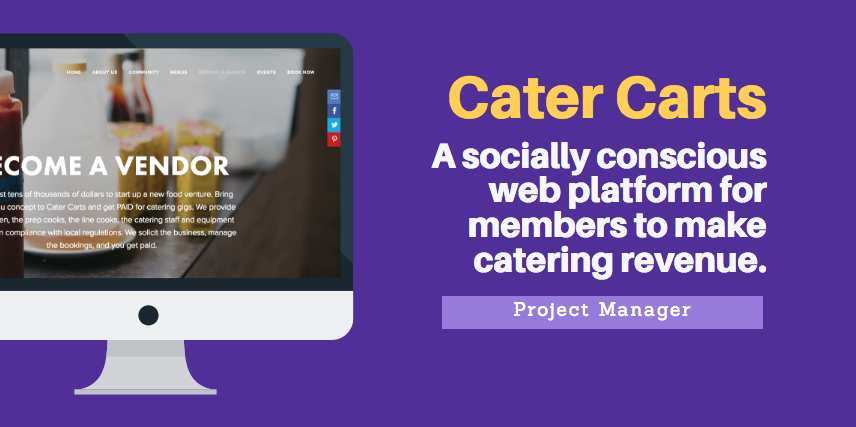 HOME ABOUT US COMMUNITY MENUS BECOME A VENDOR EVENTS BOOK NOW
ECOME A VENDOR
st tens of thousands of dollars to start up a new food venture. Bring
u concept to Cater Carts and get PAID for catering gigs. We provide
en, the prep cooks, the line cooks, the catering staff and equipment
n compliance with local regulations. We solicit the business, manage
the bookings, and you get paid.
Cater Carts
A socially conscious
web platform for
members to make
catering revenue.
Project Manager